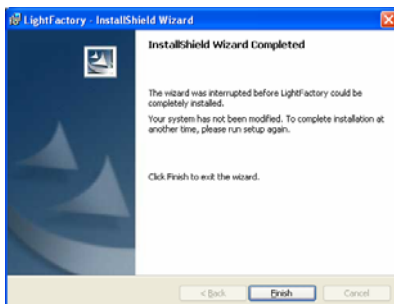 LightFactory - InstallShield Wizard
InstallShield Wizard Completed
The wizard was interrupted before LightFactory could be
completely installed.
Your system has not been modified. To complete installation at
another time, please run setup again.
Click Finish to exit the wizard.
< Back
Finish
Cancel